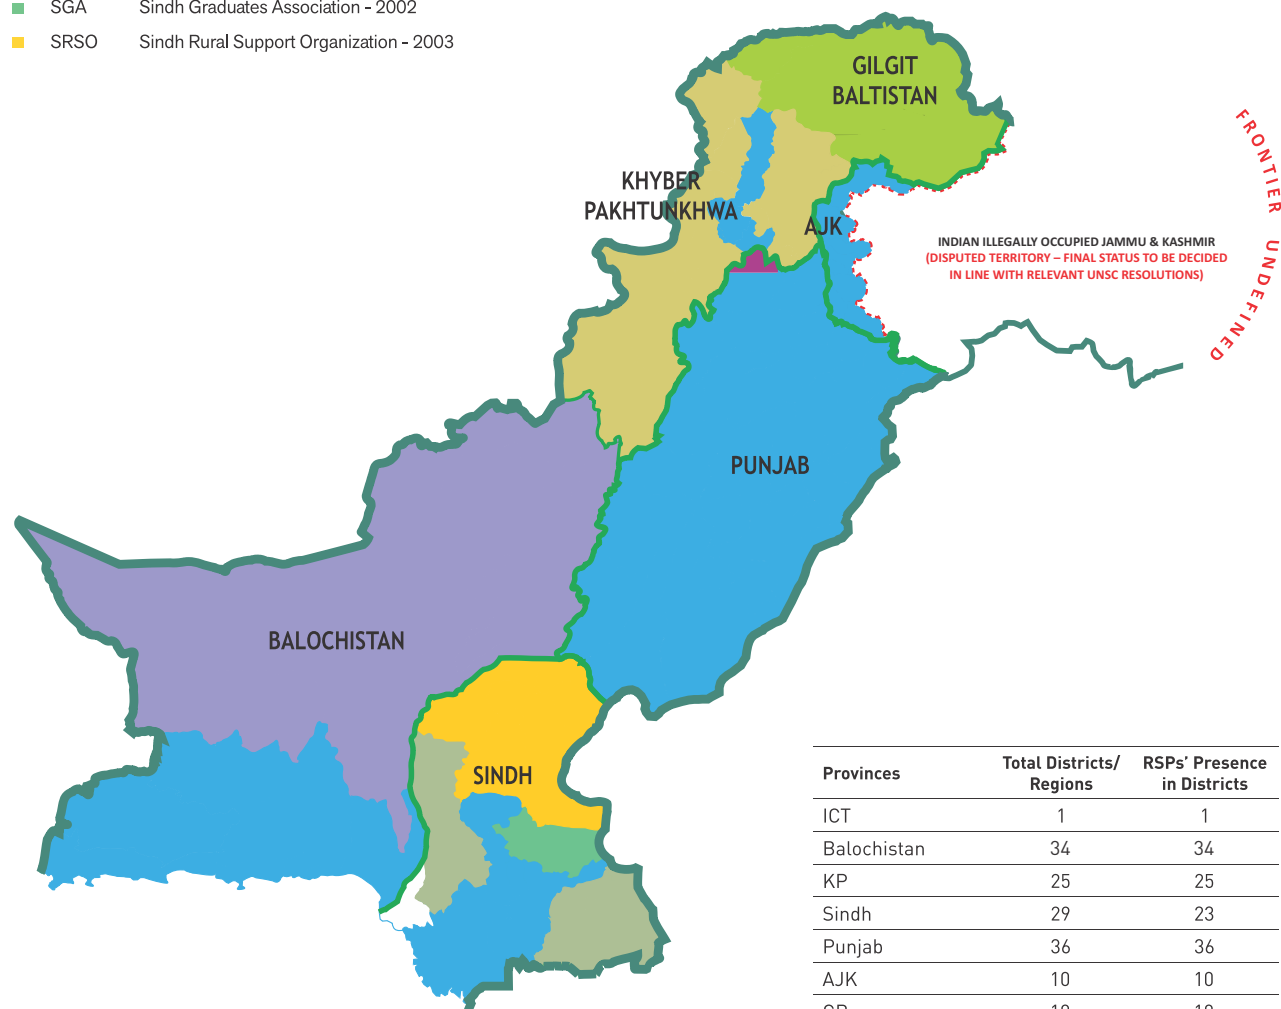 SGA Sindh Graduates Association - 2002
SRSO Sindh Rural Support Organization - 2003
GILGIT
BALTISTAN
KHYBER
PAKHTUNKHWA
AJK
FRONTIER UNDEFINED
INDIAN ILLEGALLY OCCUPIED JAMMU & KASHMIR
(DISPUTED TERRITORY – FINAL STATUS TO BE DECIDED
IN LINE WITH RELEVANT UNSC RESOLUTIONS)
PUNJAB
BALOCHISTAN
SINDH
Provinces Total Districts/ Regions RSPs’ Presence in Districts
ICT 1 1
Balochistan 34 34
KP 25 25
Sindh 29 23
Punjab 36 36
AJK 10 10